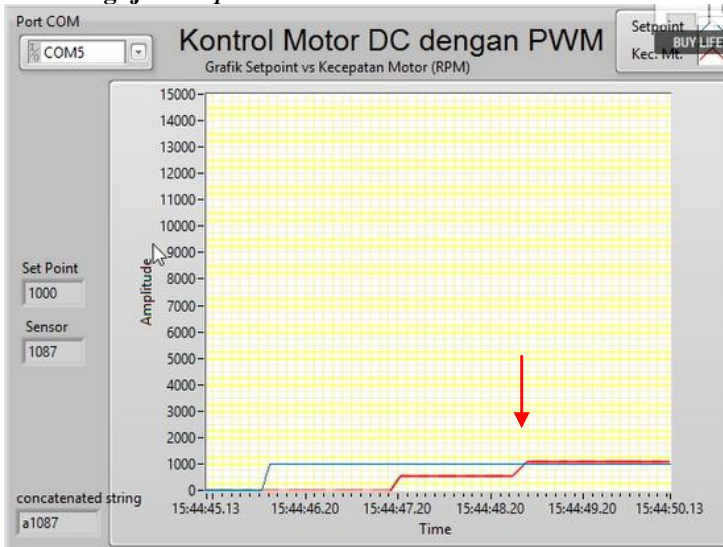 Port COM
COM5
Kontrol Motor DC dengan PWM
Grafik Setpoint vs Kecepatan Motor (RPM)
Setpoint
Kec. Mt.
BUY LIFE
15000
14000
13000
12000
11000
10000
9000
8000
7000
6000
5000
4000
3000
2000
1000
0
Amplitude
Set Point
1000
Sensor
1087
concatenated string
a1087
15:44:45.13
15:44:46.20
15:44:47.20
15:44:48.20
15:44:49.20
15:44:50.13
Time